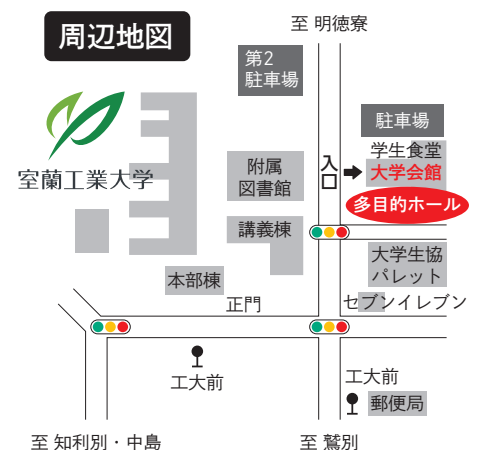 周辺地図
至 明徳寮
第2
駐車場
駐車場
室蘭工業大学
附属
図書館
入口
学生食堂
大学会館
多目的ホール
講義棟
大学生協
パレット
本部棟
正門
セブンイレブン
工大前
工大前
郵便局
至 知利別・中島
至 鷲別